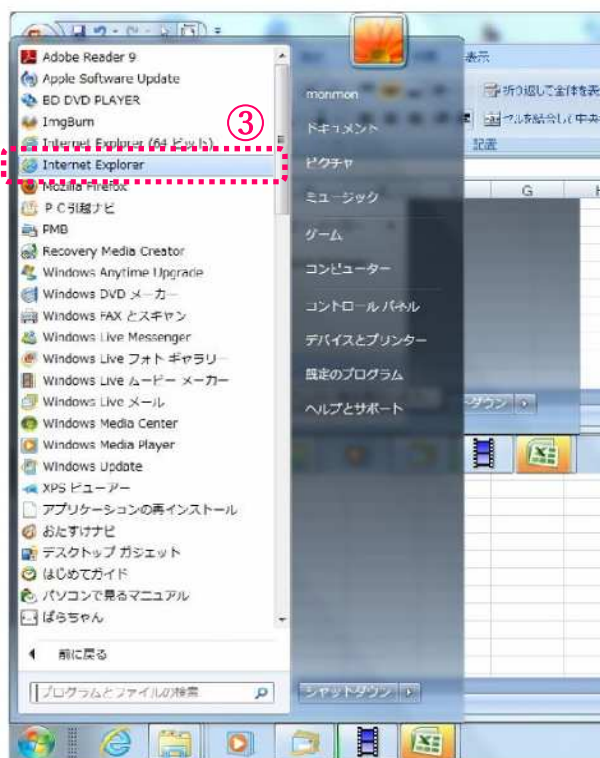 Adobe Reader 9
Apple Software Update
BD DVD PLAYER
ImgBurn
③
Internet Explorer (64 ビット)
Internet Explorer
Mozilla Firefox
ＰＣ引越ナビ
PMB
Recovery Media Creator
Windows Anytime Upgrade
Windows DVD メーカー
Windows FAX とスキャン
Windows Live Messenger
Windows Live フォト ギャラリー
Windows Live ムービー メーカー
Windows Live メール
Windows Media Center
Windows Media Player
Windows Update
XPS ビューアー
アプリケーションの再インストール
おたすけナビ
デスクトップ ガジェット
はじめてガイド
パソコンで見るマニュアル
ぱらちゃん
前に戻る
プログラムとファイルの検索
monmon
ドキュメント
ピクチャ
ミュージック
ゲーム
コンピューター
コントロール パネル
デバイスとプリンター
既定のプログラム
ヘルプとサポート
シャットダウン
表示
折り返して全体を表
セルを結合して中央
配置
G
H
トダウン